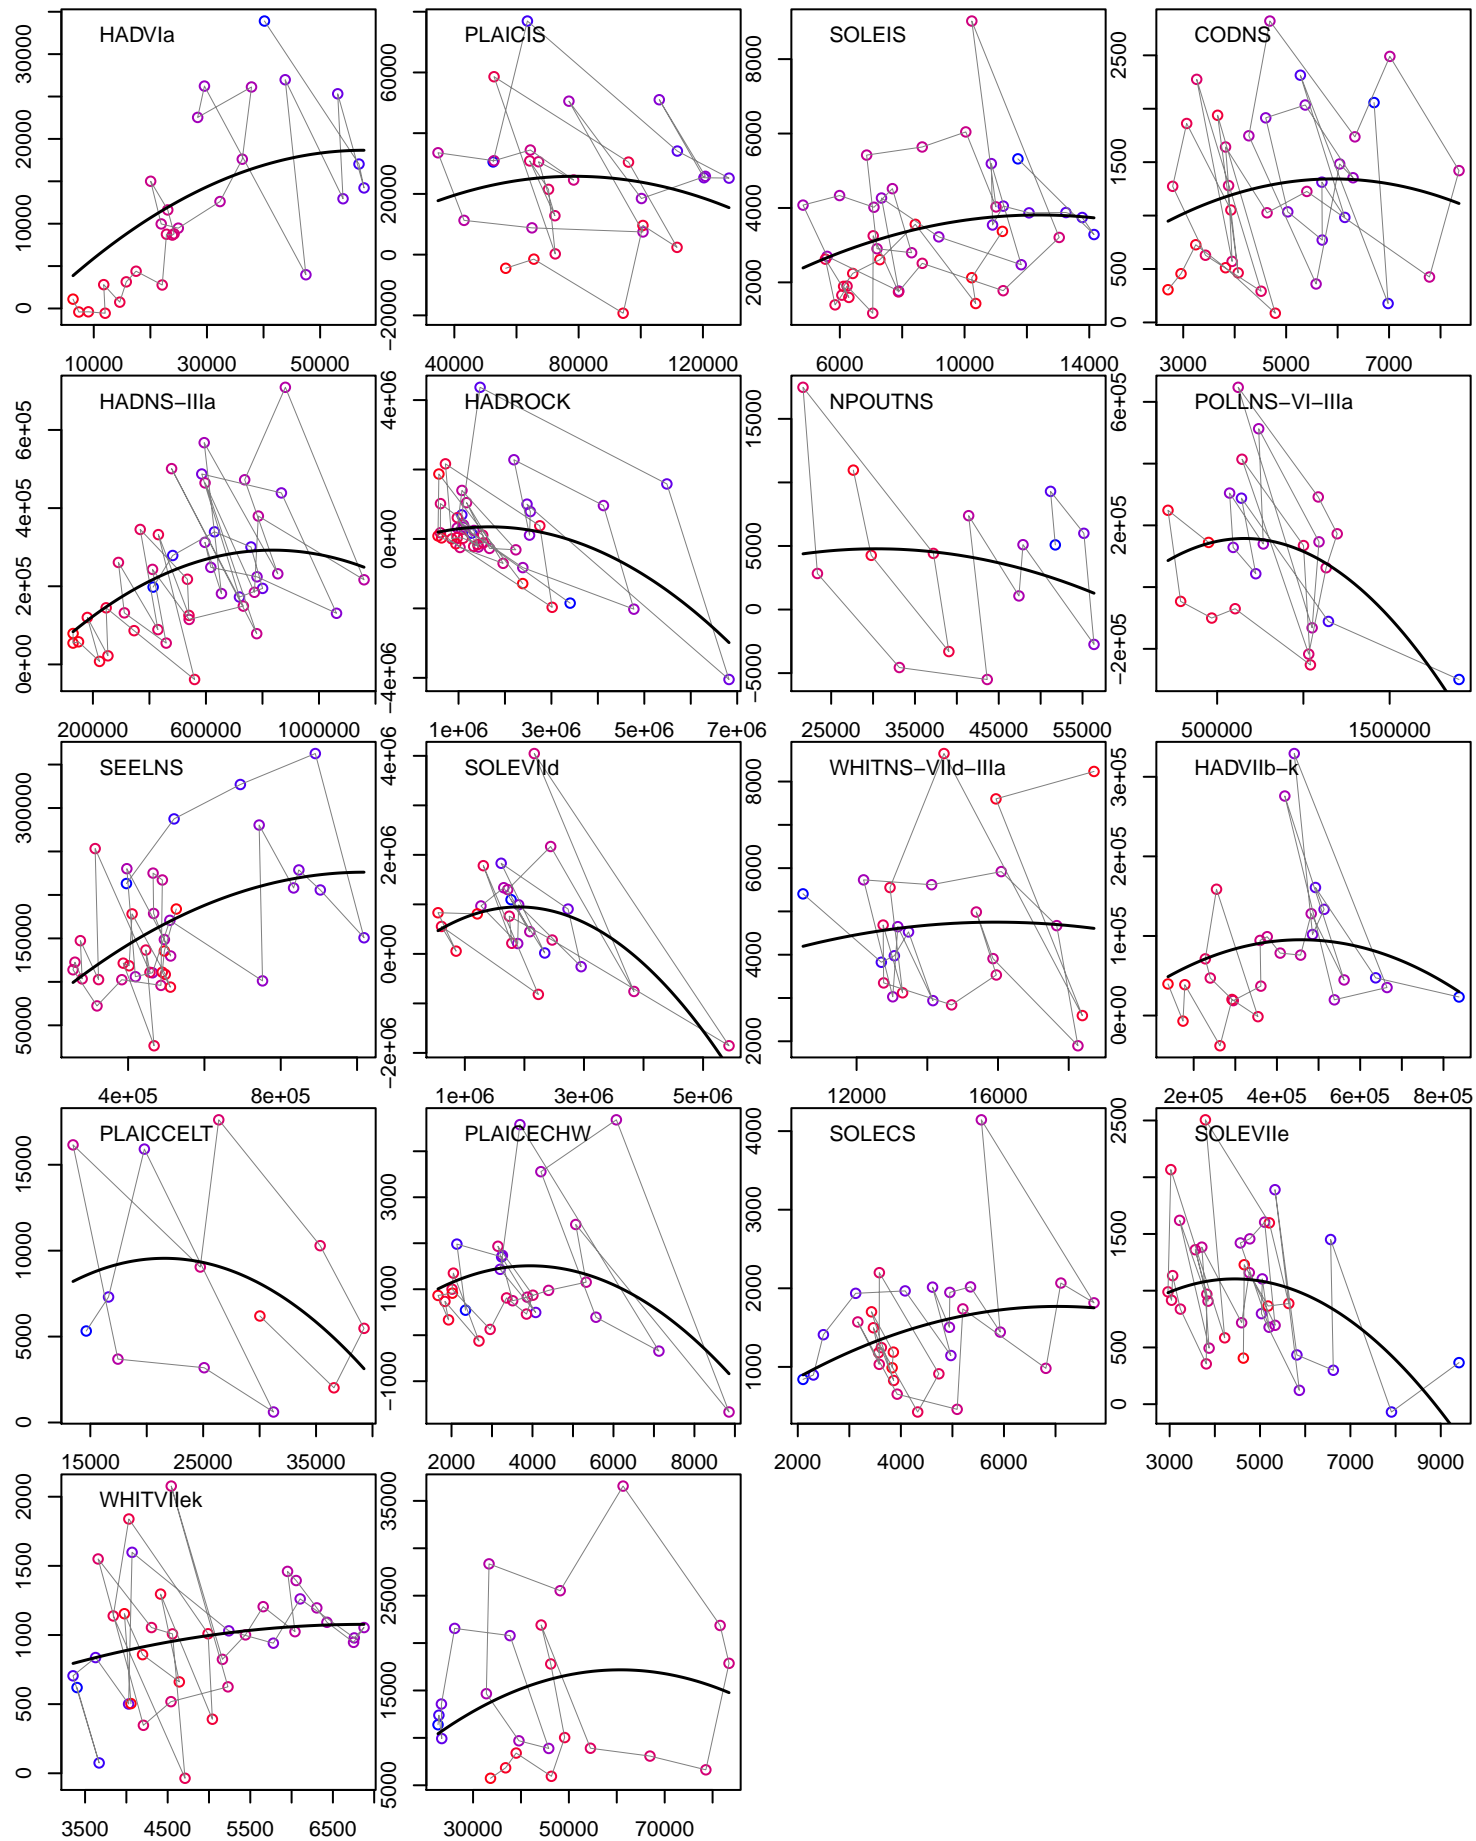 HADVIa
PLAICIS
SOLEIS
CODNS
0 10000 20000 30000
−20000 0 20000 60000
2000 4000 6000 8000
0 500 1500 2500
10000 30000 50000
40000 80000 120000
6000 10000 14000
3000 5000 7000
HADNS−IIIa
HADROCK
NPOUTNS
POLLNS−VI−IIIa
0e+00 2e+05 4e+05 6e+05
−4e+06 0e+00 4e+06
−5000 0 5000 15000
−2e+05 2e+05 6e+05
200000 600000 1000000
1e+06 3e+06 5e+06 7e+06
25000 35000 45000 55000
500000 1500000
SEELNS
SOLEVIId
WHITNS−VIId−IIIa
HADVIIb−k
50000 150000 300000
−2e+06 0e+00 2e+06 4e+06
2000 4000 6000 8000
0e+00 1e+05 2e+05 3e+05
4e+05 8e+05
1e+06 3e+06 5e+06
12000 16000
2e+05 4e+05 6e+05 8e+05
PLAICCELT
PLAICECHW
SOLECS
SOLEVIIe
0 5000 10000 15000
−1000 1000 3000
1000 2000 3000 4000
0 500 1500 2500
15000 25000 35000
2000 4000 6000 8000
2000 4000 6000
3000 5000 7000 9000
WHITVIIek
0 500 1000 1500 2000
5000 15000 25000 35000
3500 4500 5500 6500
30000 50000 70000